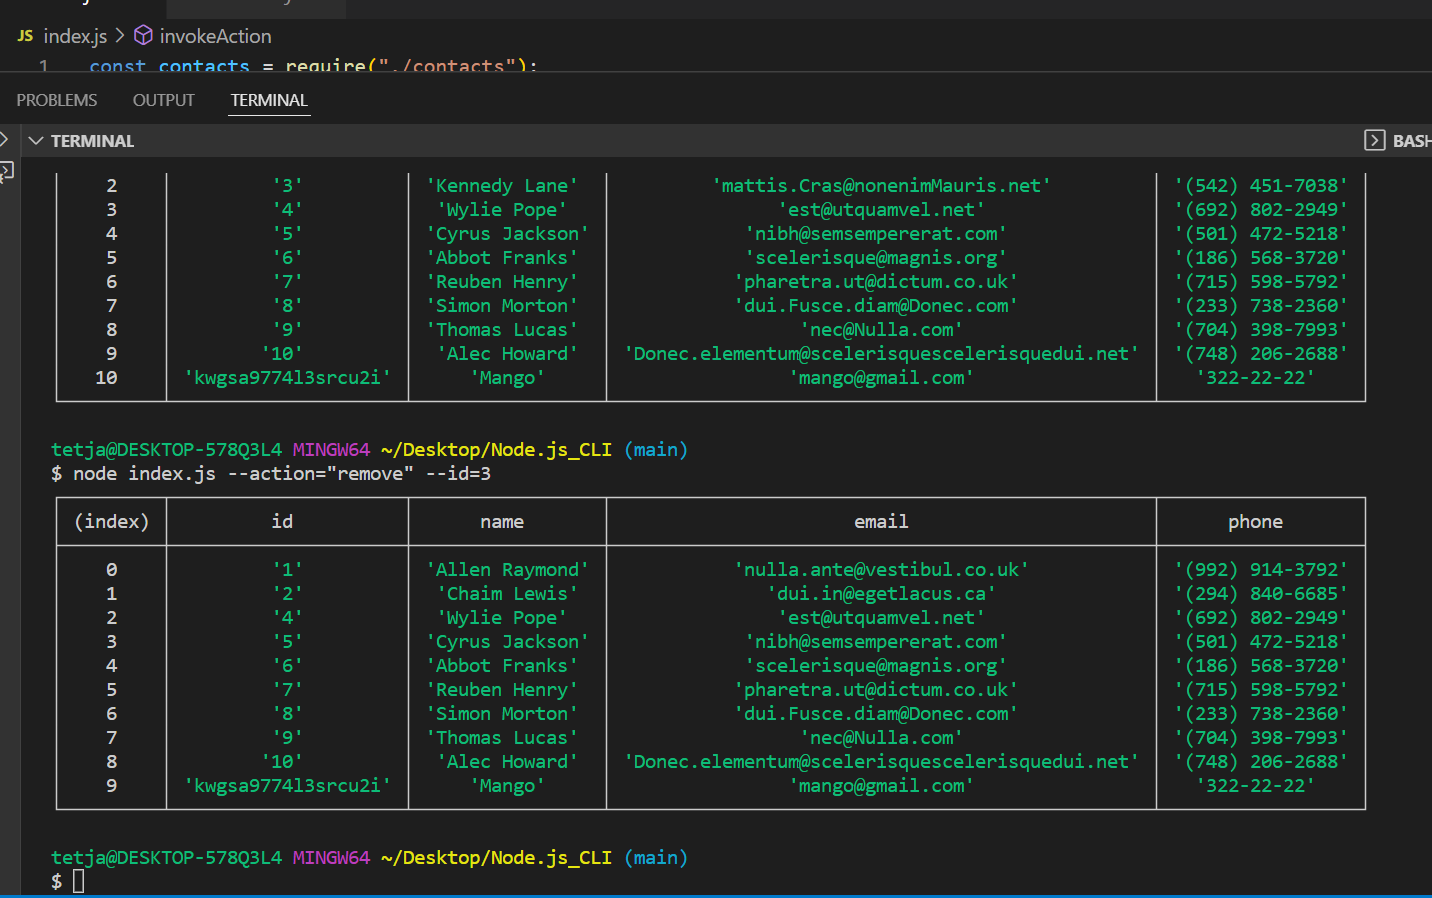 JS index.js > invokeAction
1 const contacts = require("./contacts");
PROBLEMS OUTPUT TERMINAL
TERMINAL BASH
2 '3' 'Kennedy Lane' 'mattis.Cras@nonenimMauris.net' '(542) 451-7038'
3 '4' 'Wylie Pope' 'est@utquamvel.net' '(692) 802-2949'
4 '5' 'Cyrus Jackson' 'nibh@semsempererat.com' '(501) 472-5218'
5 '6' 'Abbot Franks' 'scelerisque@magnis.org' '(186) 568-3720'
6 '7' 'Reuben Henry' 'pharetra.ut@dictum.co.uk' '(715) 598-5792'
7 '8' 'Simon Morton' 'dui.Fusce.diam@Donec.com' '(233) 738-2360'
8 '9' 'Thomas Lucas' 'nec@Nulla.com' '(704) 398-7993'
9 '10' 'Alec Howard' 'Donec.elementum@scelerisquescelerisquedui.net' '(748) 206-2688'
10 'kwgsa9774l3srcu2i' 'Mango' 'mango@gmail.com' '322-22-22'
tetja@DESKTOP-578Q3L4 MINGW64 ~/Desktop/Node.js_CLI (main)
$ node index.js --action="remove" --id=3
(index) id name email phone
0 '1' 'Allen Raymond' 'nulla.ante@vestibul.co.uk' '(992) 914-3792'
1 '2' 'Chaim Lewis' 'dui.in@egetlacus.ca' '(294) 840-6685'
2 '4' 'Wylie Pope' 'est@utquamvel.net' '(692) 802-2949'
3 '5' 'Cyrus Jackson' 'nibh@semsempererat.com' '(501) 472-5218'
4 '6' 'Abbot Franks' 'scelerisque@magnis.org' '(186) 568-3720'
5 '7' 'Reuben Henry' 'pharetra.ut@dictum.co.uk' '(715) 598-5792'
6 '8' 'Simon Morton' 'dui.Fusce.diam@Donec.com' '(233) 738-2360'
7 '9' 'Thomas Lucas' 'nec@Nulla.com' '(704) 398-7993'
8 '10' 'Alec Howard' 'Donec.elementum@scelerisquescelerisquedui.net' '(748) 206-2688'
9 'kwgsa9774l3srcu2i' 'Mango' 'mango@gmail.com' '322-22-22'
tetja@DESKTOP-578Q3L4 MINGW64 ~/Desktop/Node.js_CLI (main)
$